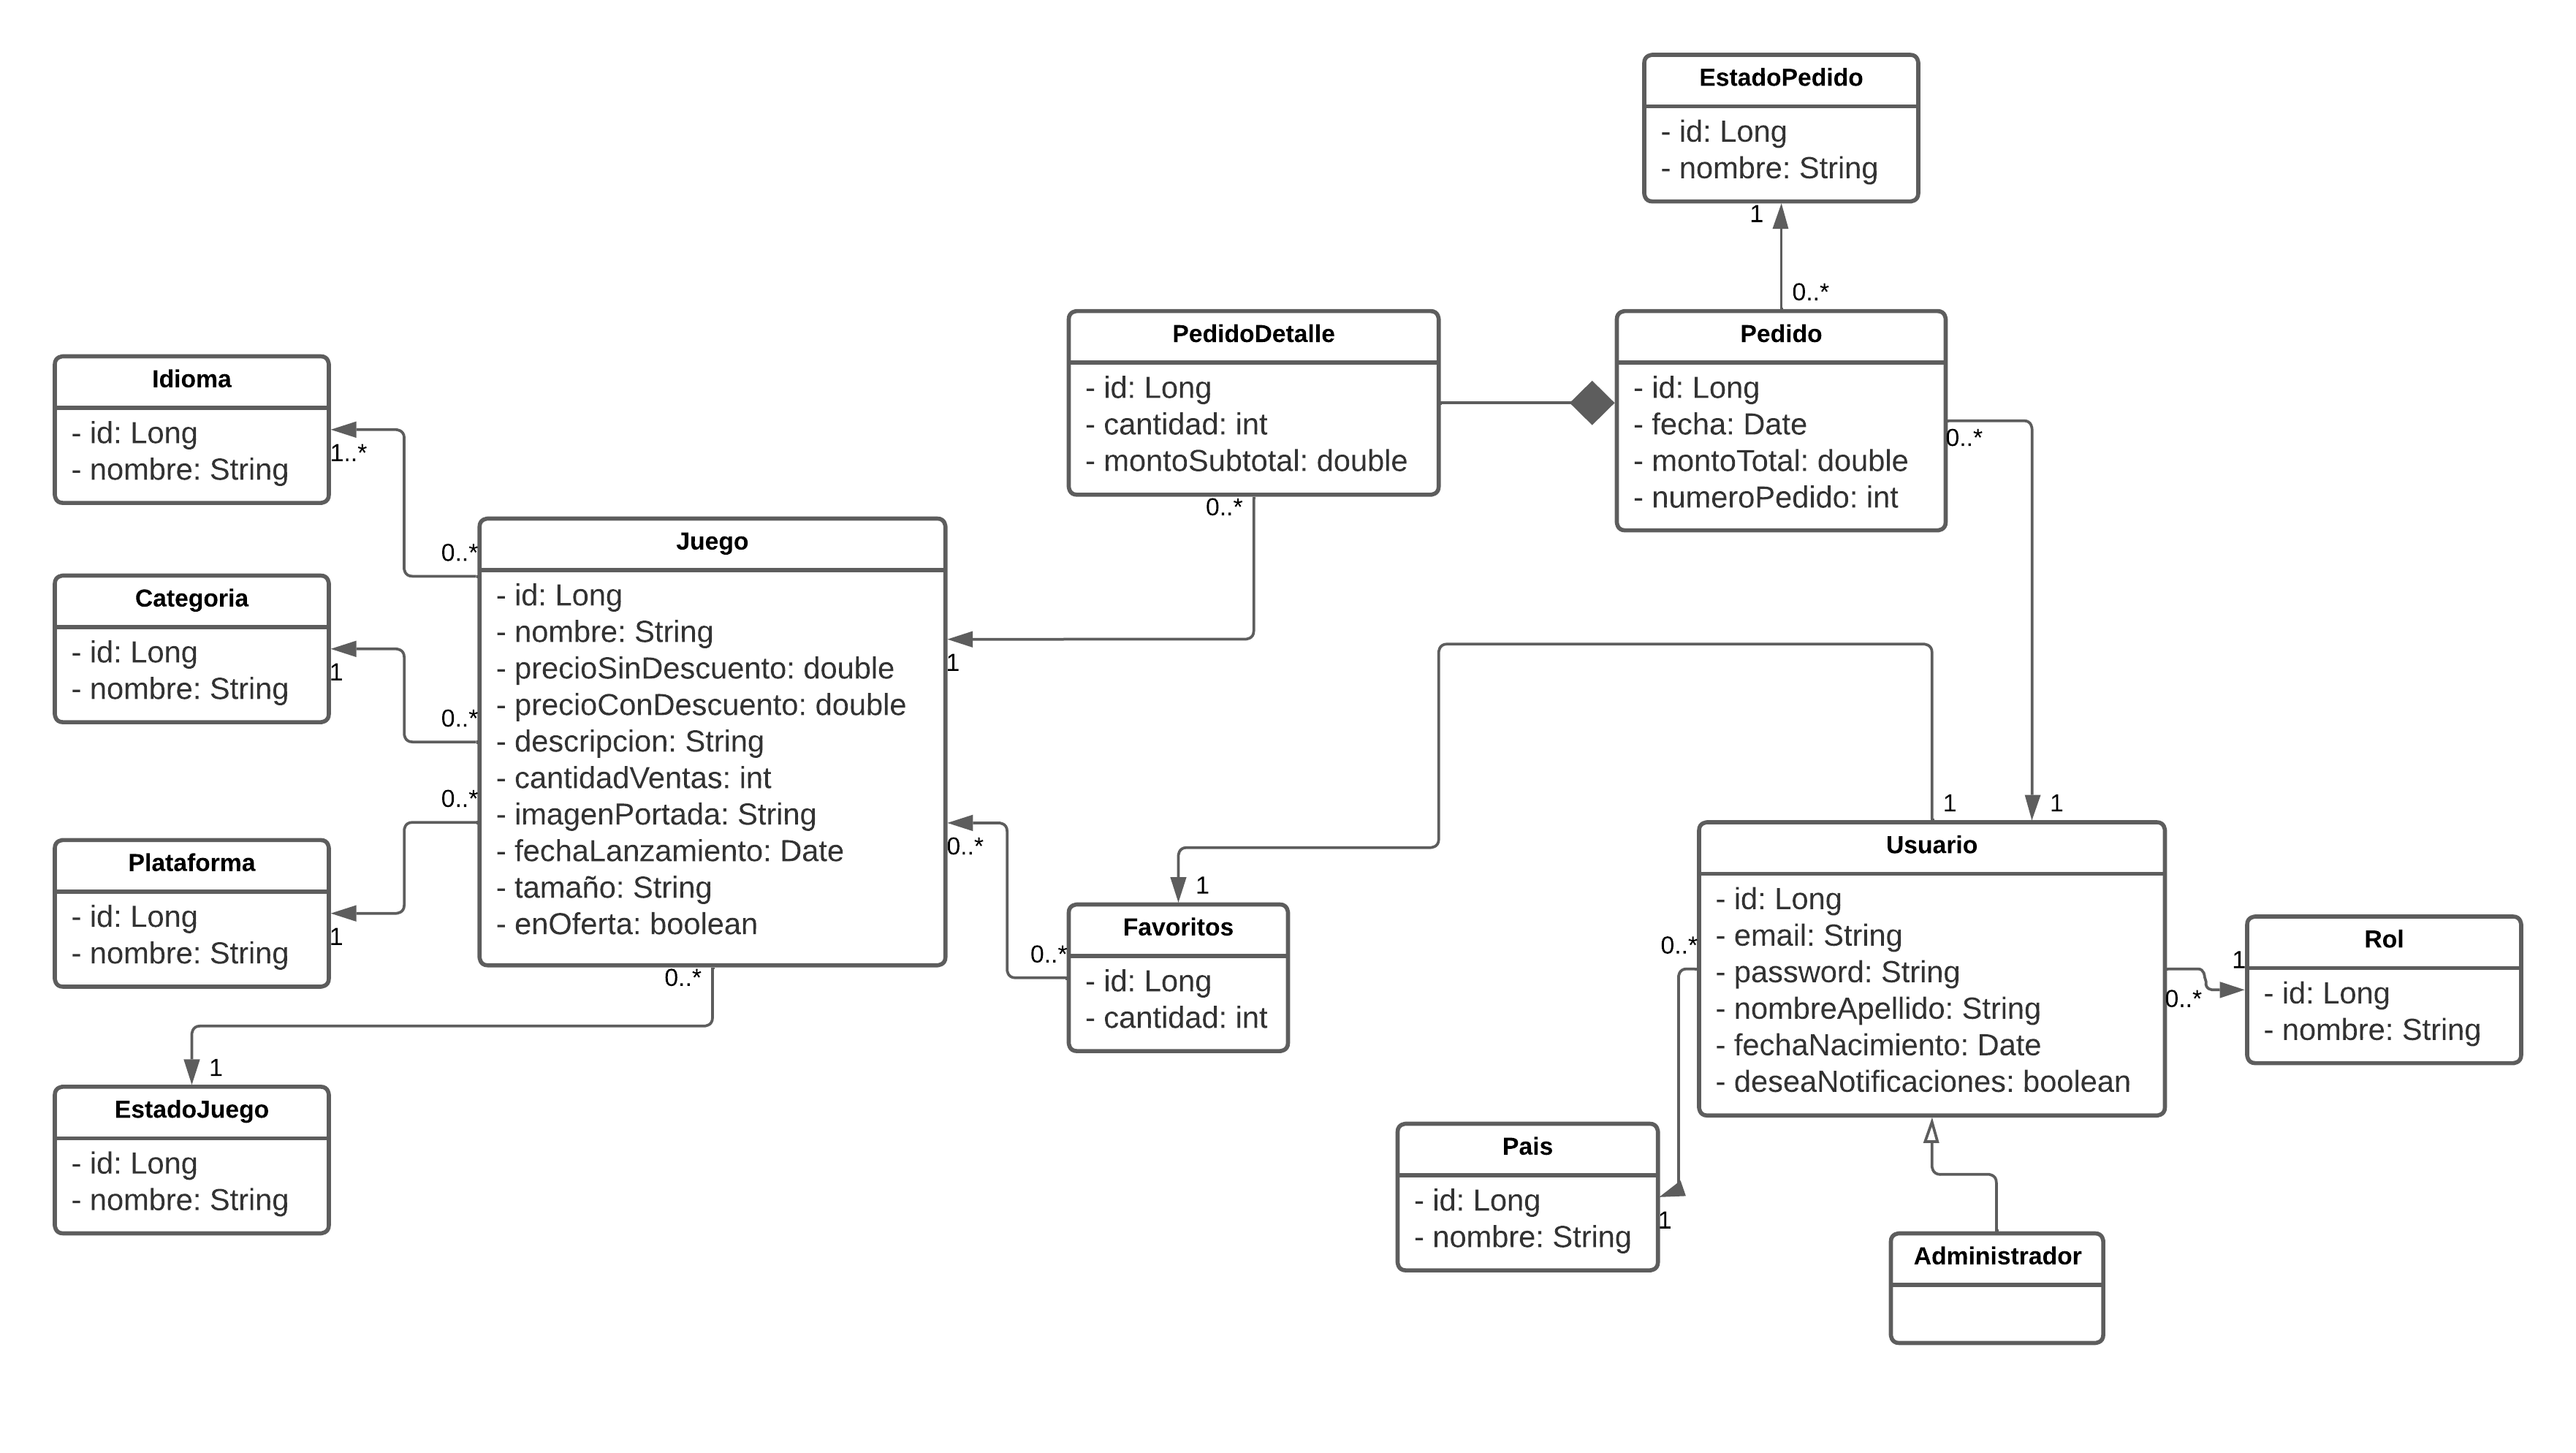 EstadoPedido
- id: Long
- nombre: String
1
0..*
PedidoDetalle
- id: Long
- cantidad: int
- montoSubtotal: double
0..*
Pedido
- id: Long
- fecha: Date
- montoTotal: double
- numeroPedido: int
0..*
Idioma
- id: Long
- nombre: String
1..*
0..*
Categoria
- id: Long
- nombre: String
1
0..*
Plataforma
- id: Long
- nombre: String
1
0..*
Juego
- id: Long
- nombre: String
- precioSinDescuento: double
- precioConDescuento: double
- descripcion: String
- cantidadVentas: int
- imagenPortada: String
- fechaLanzamiento: Date
- tamaño: String
- enOferta: boolean
1
0..*
0..*
EstadoJuego
- id: Long
- nombre: String
1
Favoritos
- id: Long
- cantidad: int
1
0..*
Usuario
- id: Long
- email: String
- password: String
- nombreApellido: String
- fechaNacimiento: Date
- deseaNotificaciones: boolean
1
1
0..*
0..*
Rol
- id: Long
- nombre: String
1
Pais
- id: Long
- nombre: String
1
Administrador